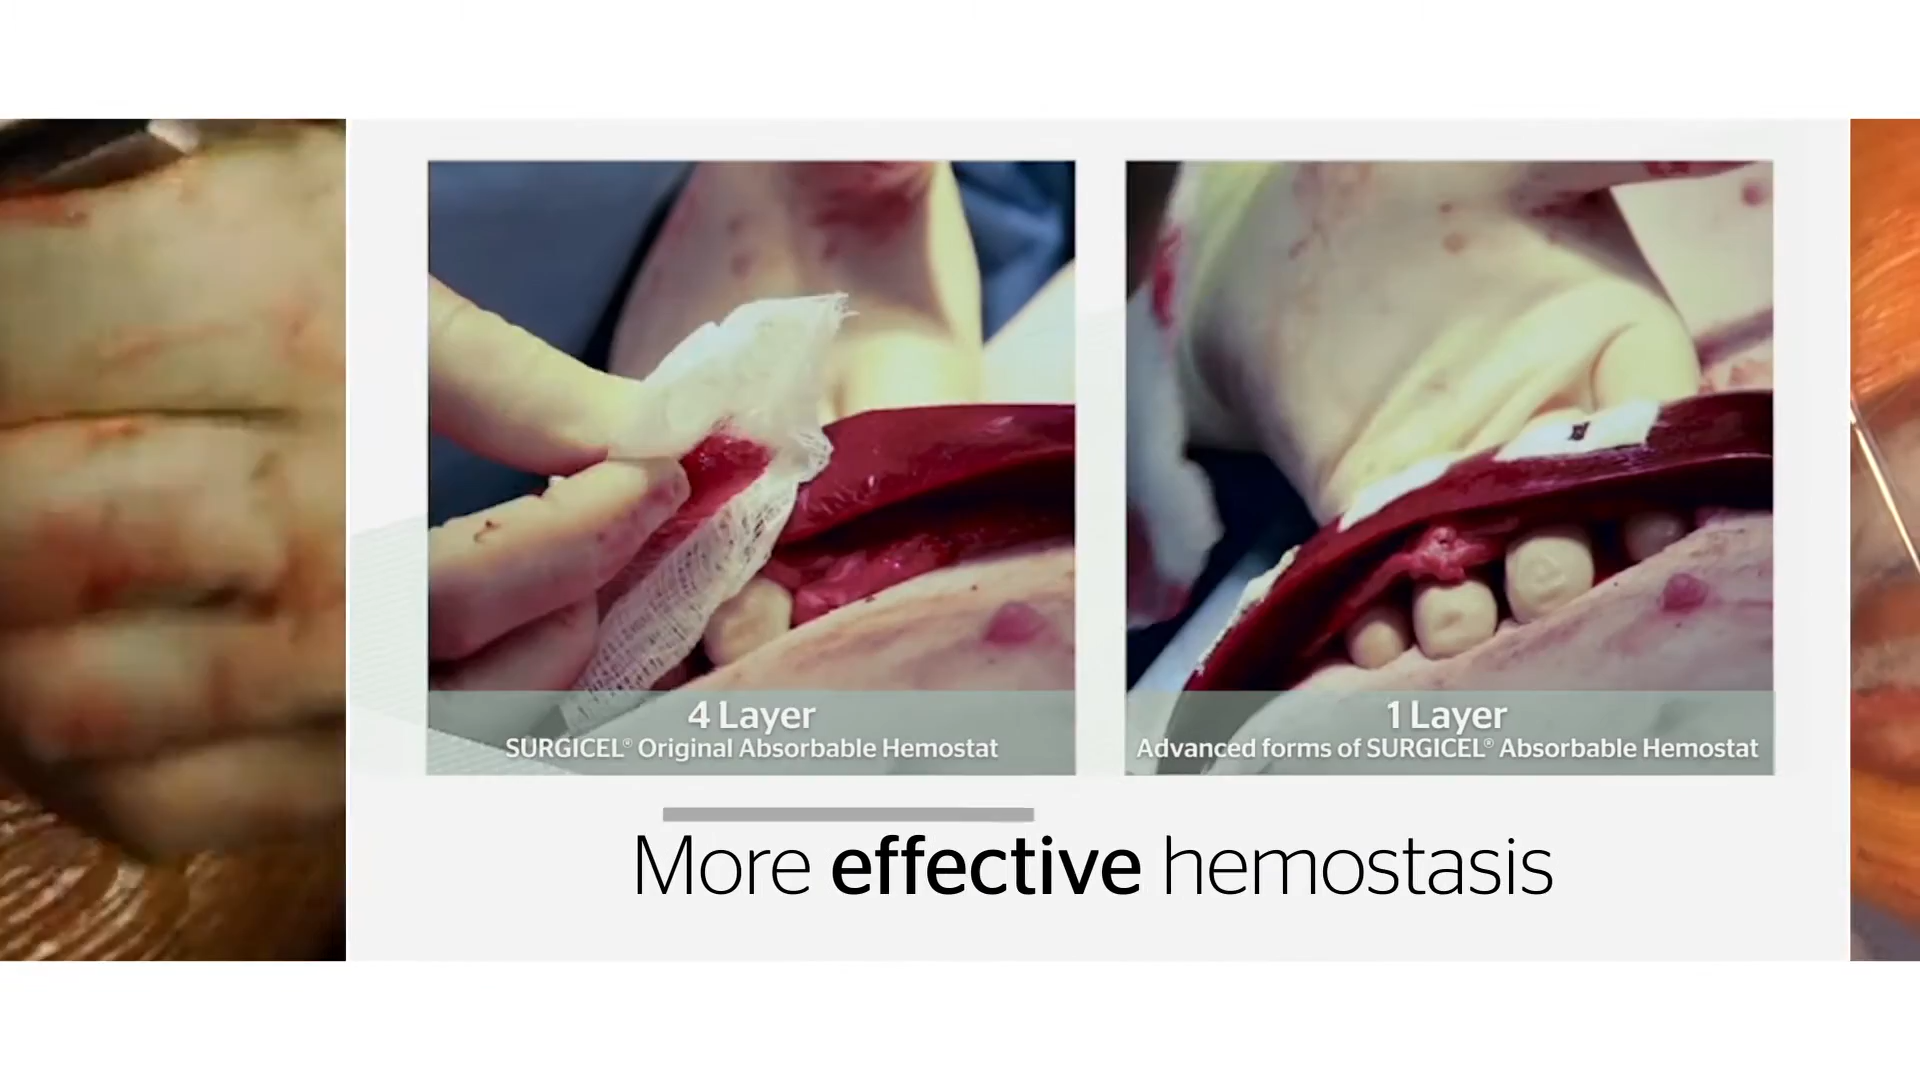 4 Layer
SURGICEL® Original Absorbable Hemostat
1 Layer
Advanced forms of SURGICEL® Absorbable Hemostat
More effective hemostasis